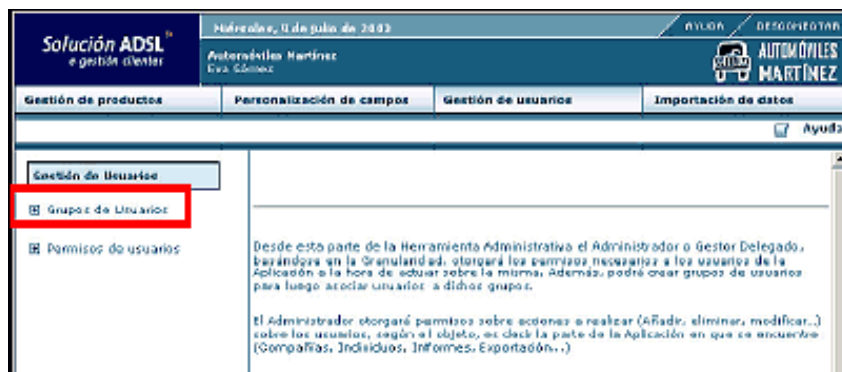 Solución ADSL
e gestión clientes
Miércoles, 9 de julio de 2003
AYUDA
DESCONECTAR
Automóviles Martínez
Eva Gómez
AUTOMÓVILES
MARTÍNEZ
Gestión de productos
Personalización de campos
Gestión de usuarios
Importación de datos
Ayuda
Gestión de Usuarios
Grupos de Usuarios
Permisos de usuarios
Desde esta parte de la Herramienta Administrativa el Administrador o Gestor Delegado,
basándose en la Granularidad, otorgará los permisos necesarios a los usuarios de la
Aplicación a la hora de actuar sobre la misma. Además, podrá crear grupos de usuarios
para luego asociar usuarios a dichos grupos.
El Administrador otorgará permisos sobre acciones a realizar (Añadir, eliminar, modificar..)
sobre los usuarios, según el objeto, es decir la parte de la Aplicación en que se encuentre
(Compañías, Individuos, Informes, Exportación...)